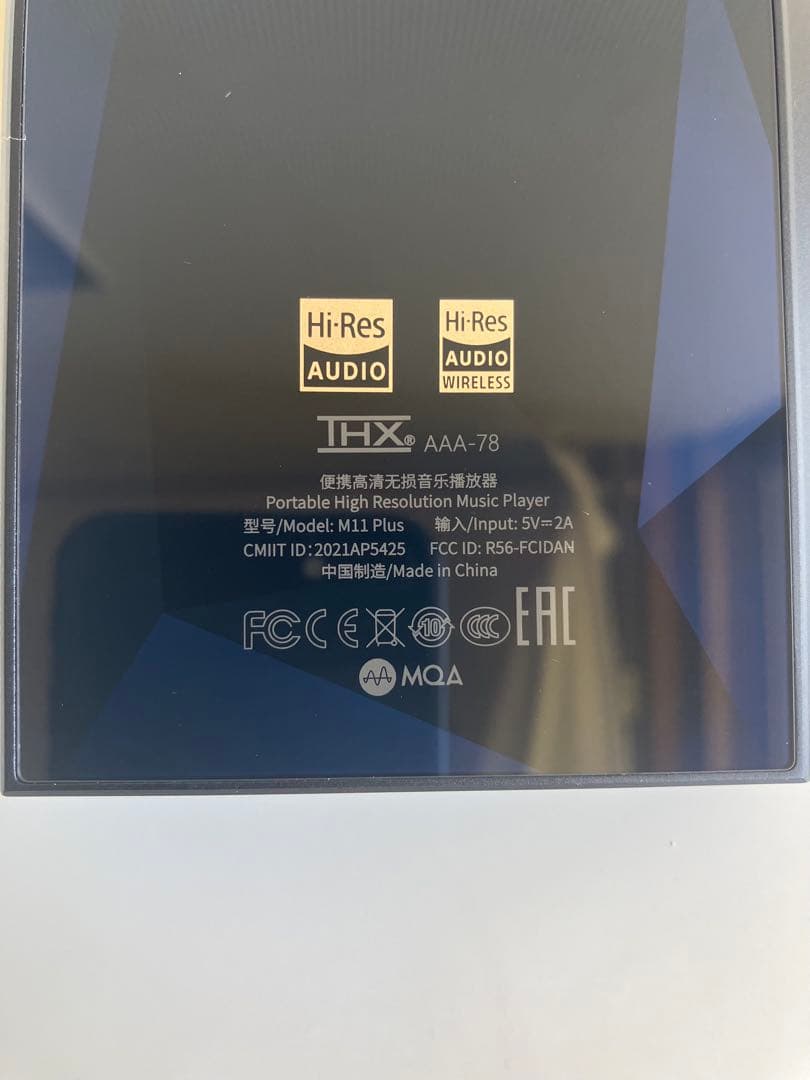 Hi-Res AUDIO
Hi-Res AUDIO WIRELESS
THX® AAA-78
便携高清无损音乐播放器
Portable High Resolution Music Player
型号/Model: M11 Plus 输入/Input: 5V⎓2A
CMIIT ID:2021AP5425 FCC ID: R56-FCIDAN
中国制造/Made in China
FC CE 10 CCC EAC
MQA